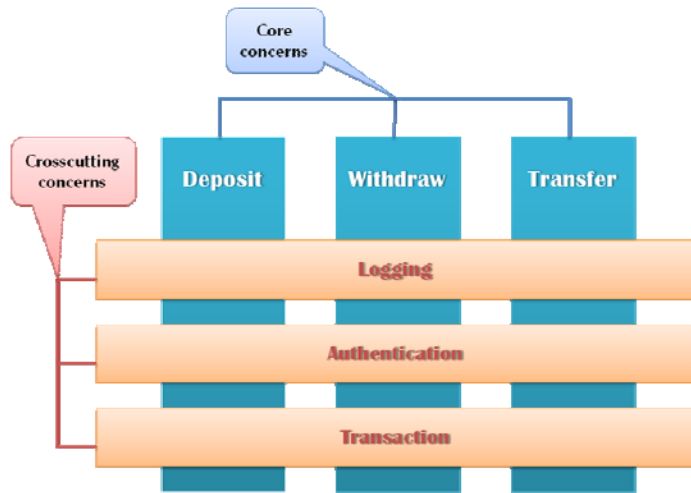 Core
concerns
Crosscutting
concerns
Deposit
Withdraw
Transfer
Logging
Authentication
Transaction